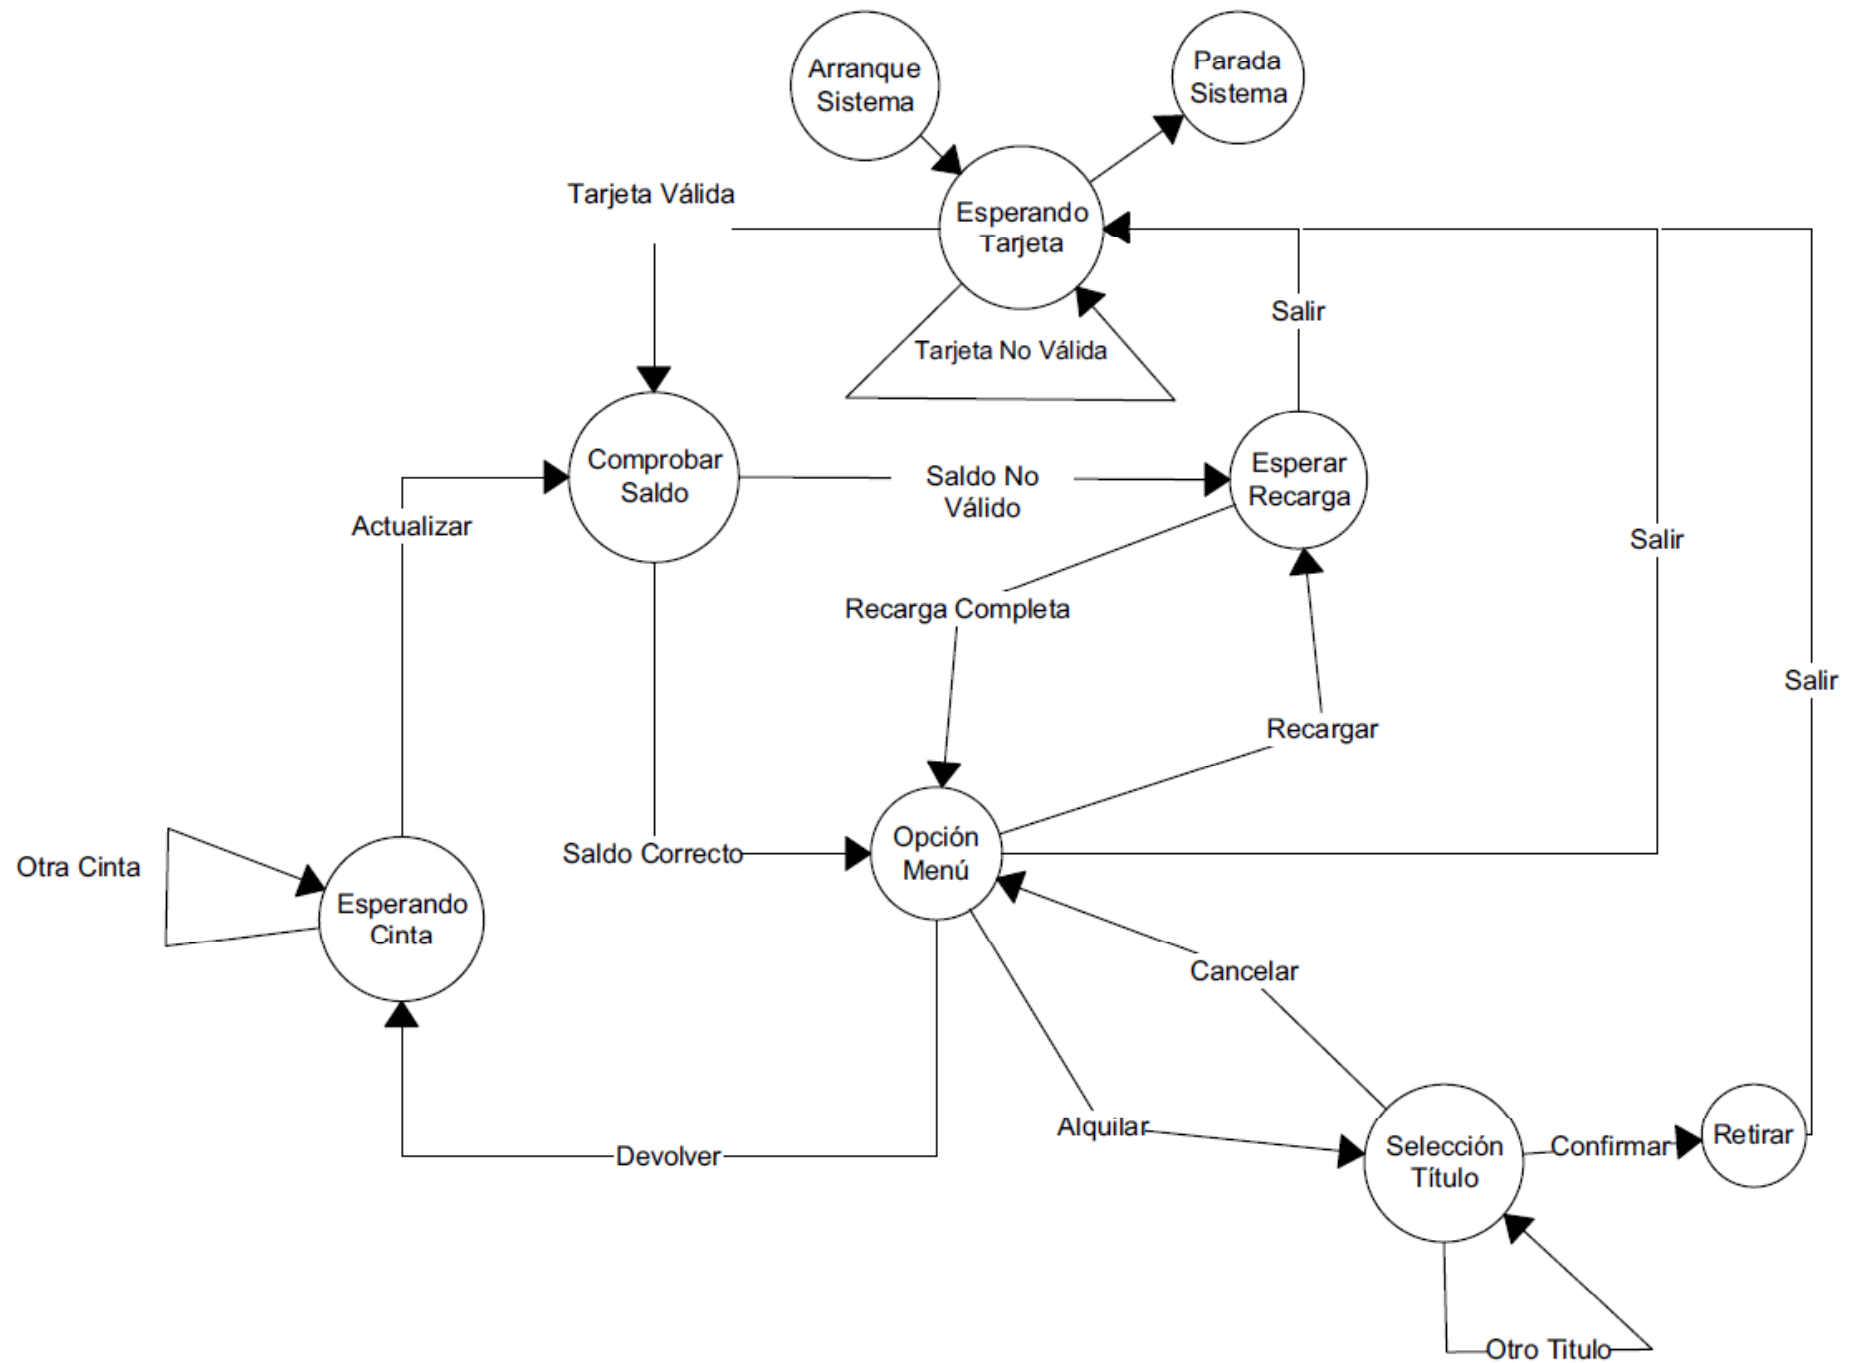 Arranque
Sistema
Parada
Sistema
Tarjeta Válida
Esperando
Tarjeta
Salir
Tarjeta No Válida
Comprobar
Saldo
Saldo No
Válido
Esperar
Recarga
Actualizar
Salir
Recarga Completa
Salir
Recargar
Otra Cinta
Saldo Correcto
Opción
Menú
Esperando
Cinta
Cancelar
Alquilar
Devolver
Selección
Título
Confirmar
Retirar
Otro Titulo